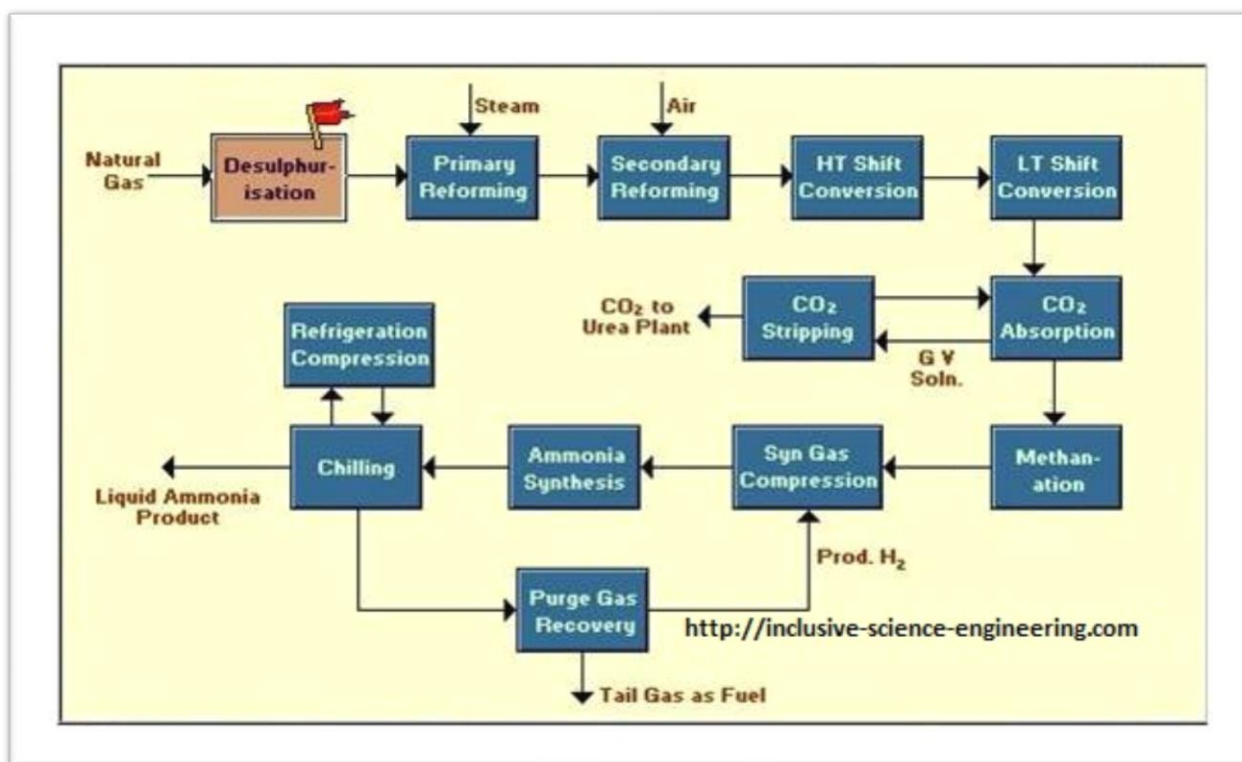 Steam
Air
Natural
Gas
Desulphur-
isation
Primary
Reforming
Secondary
Reforming
HT Shift
Conversion
LT Shift
Conversion
CO₂ to
Urea Plant
CO₂
Stripping
CO₂
Absorption
G V
Soln.
Refrigeration
Compression
Liquid Ammonia
Product
Chilling
Ammonia
Synthesis
Syn Gas
Compression
Methan-
ation
Prod. H₂
Purge Gas
Recovery
http://inclusive-science-engineering.com
Tail Gas as Fuel